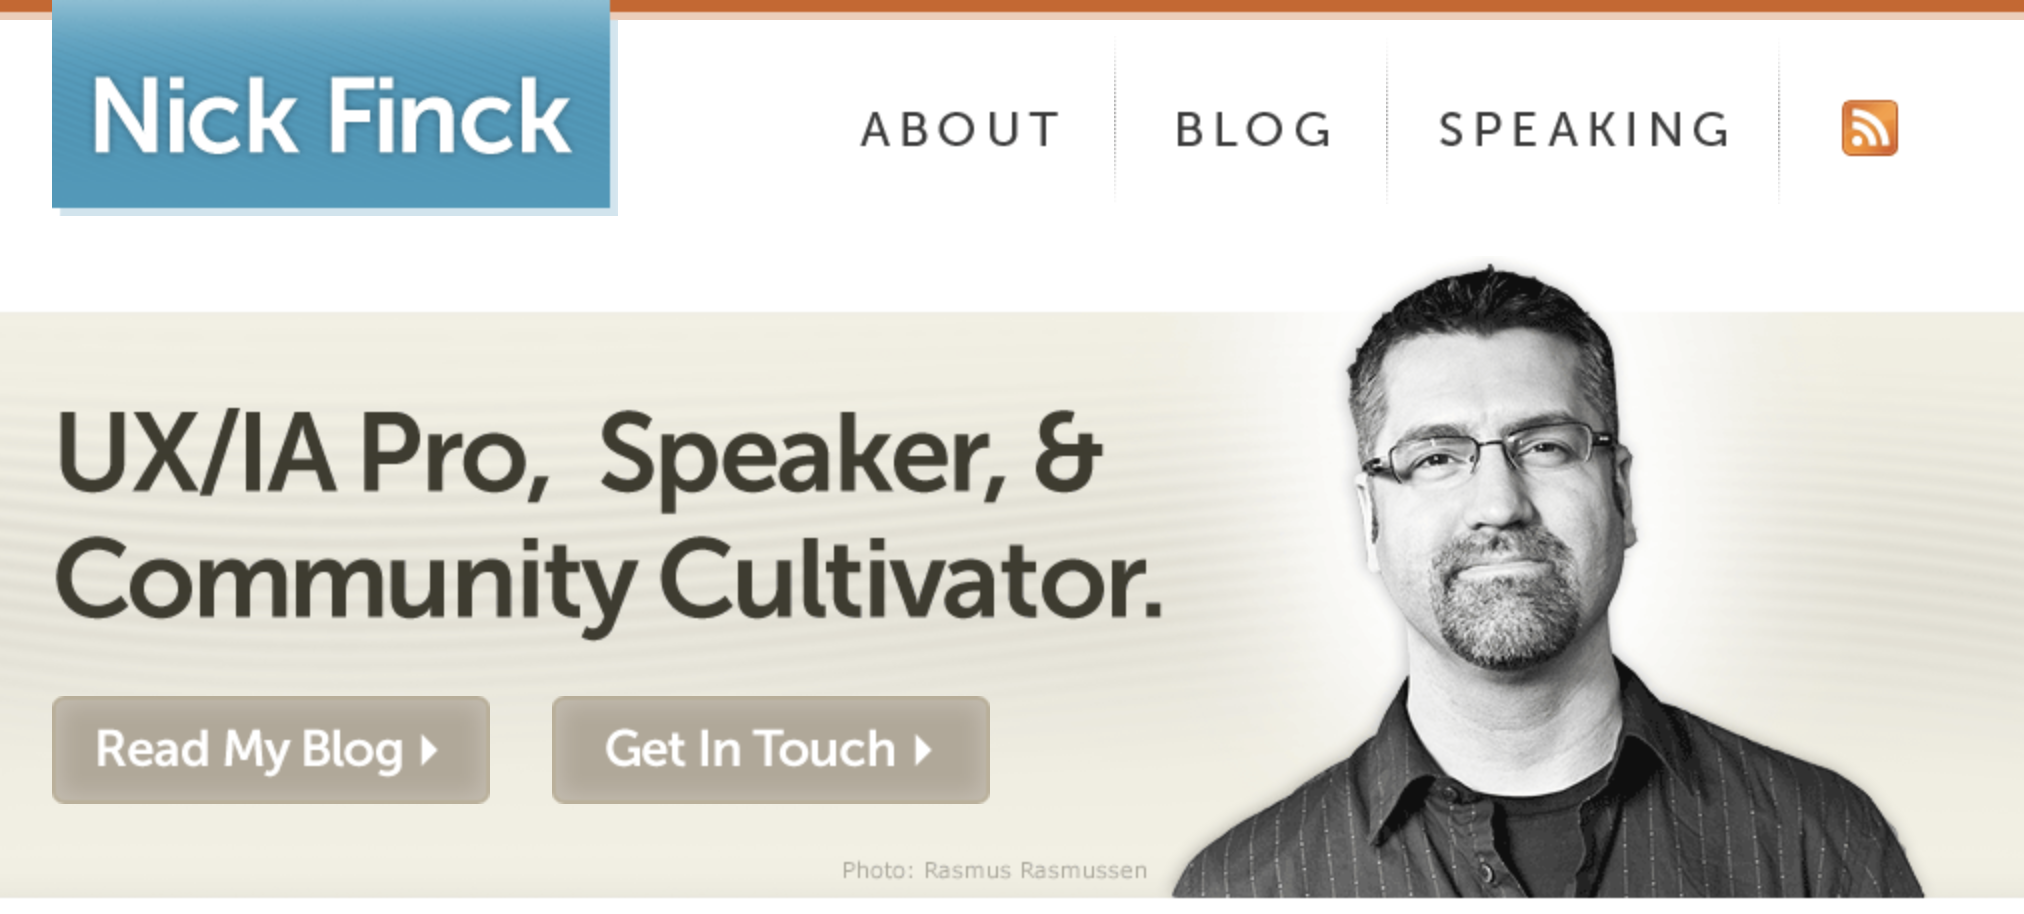 Nick Finck
ABOUT
BLOG
SPEAKING
UX/IA Pro, Speaker, &
Community Cultivator.
Read My Blog
Get In Touch
Photo: Rasmus Rasmussen